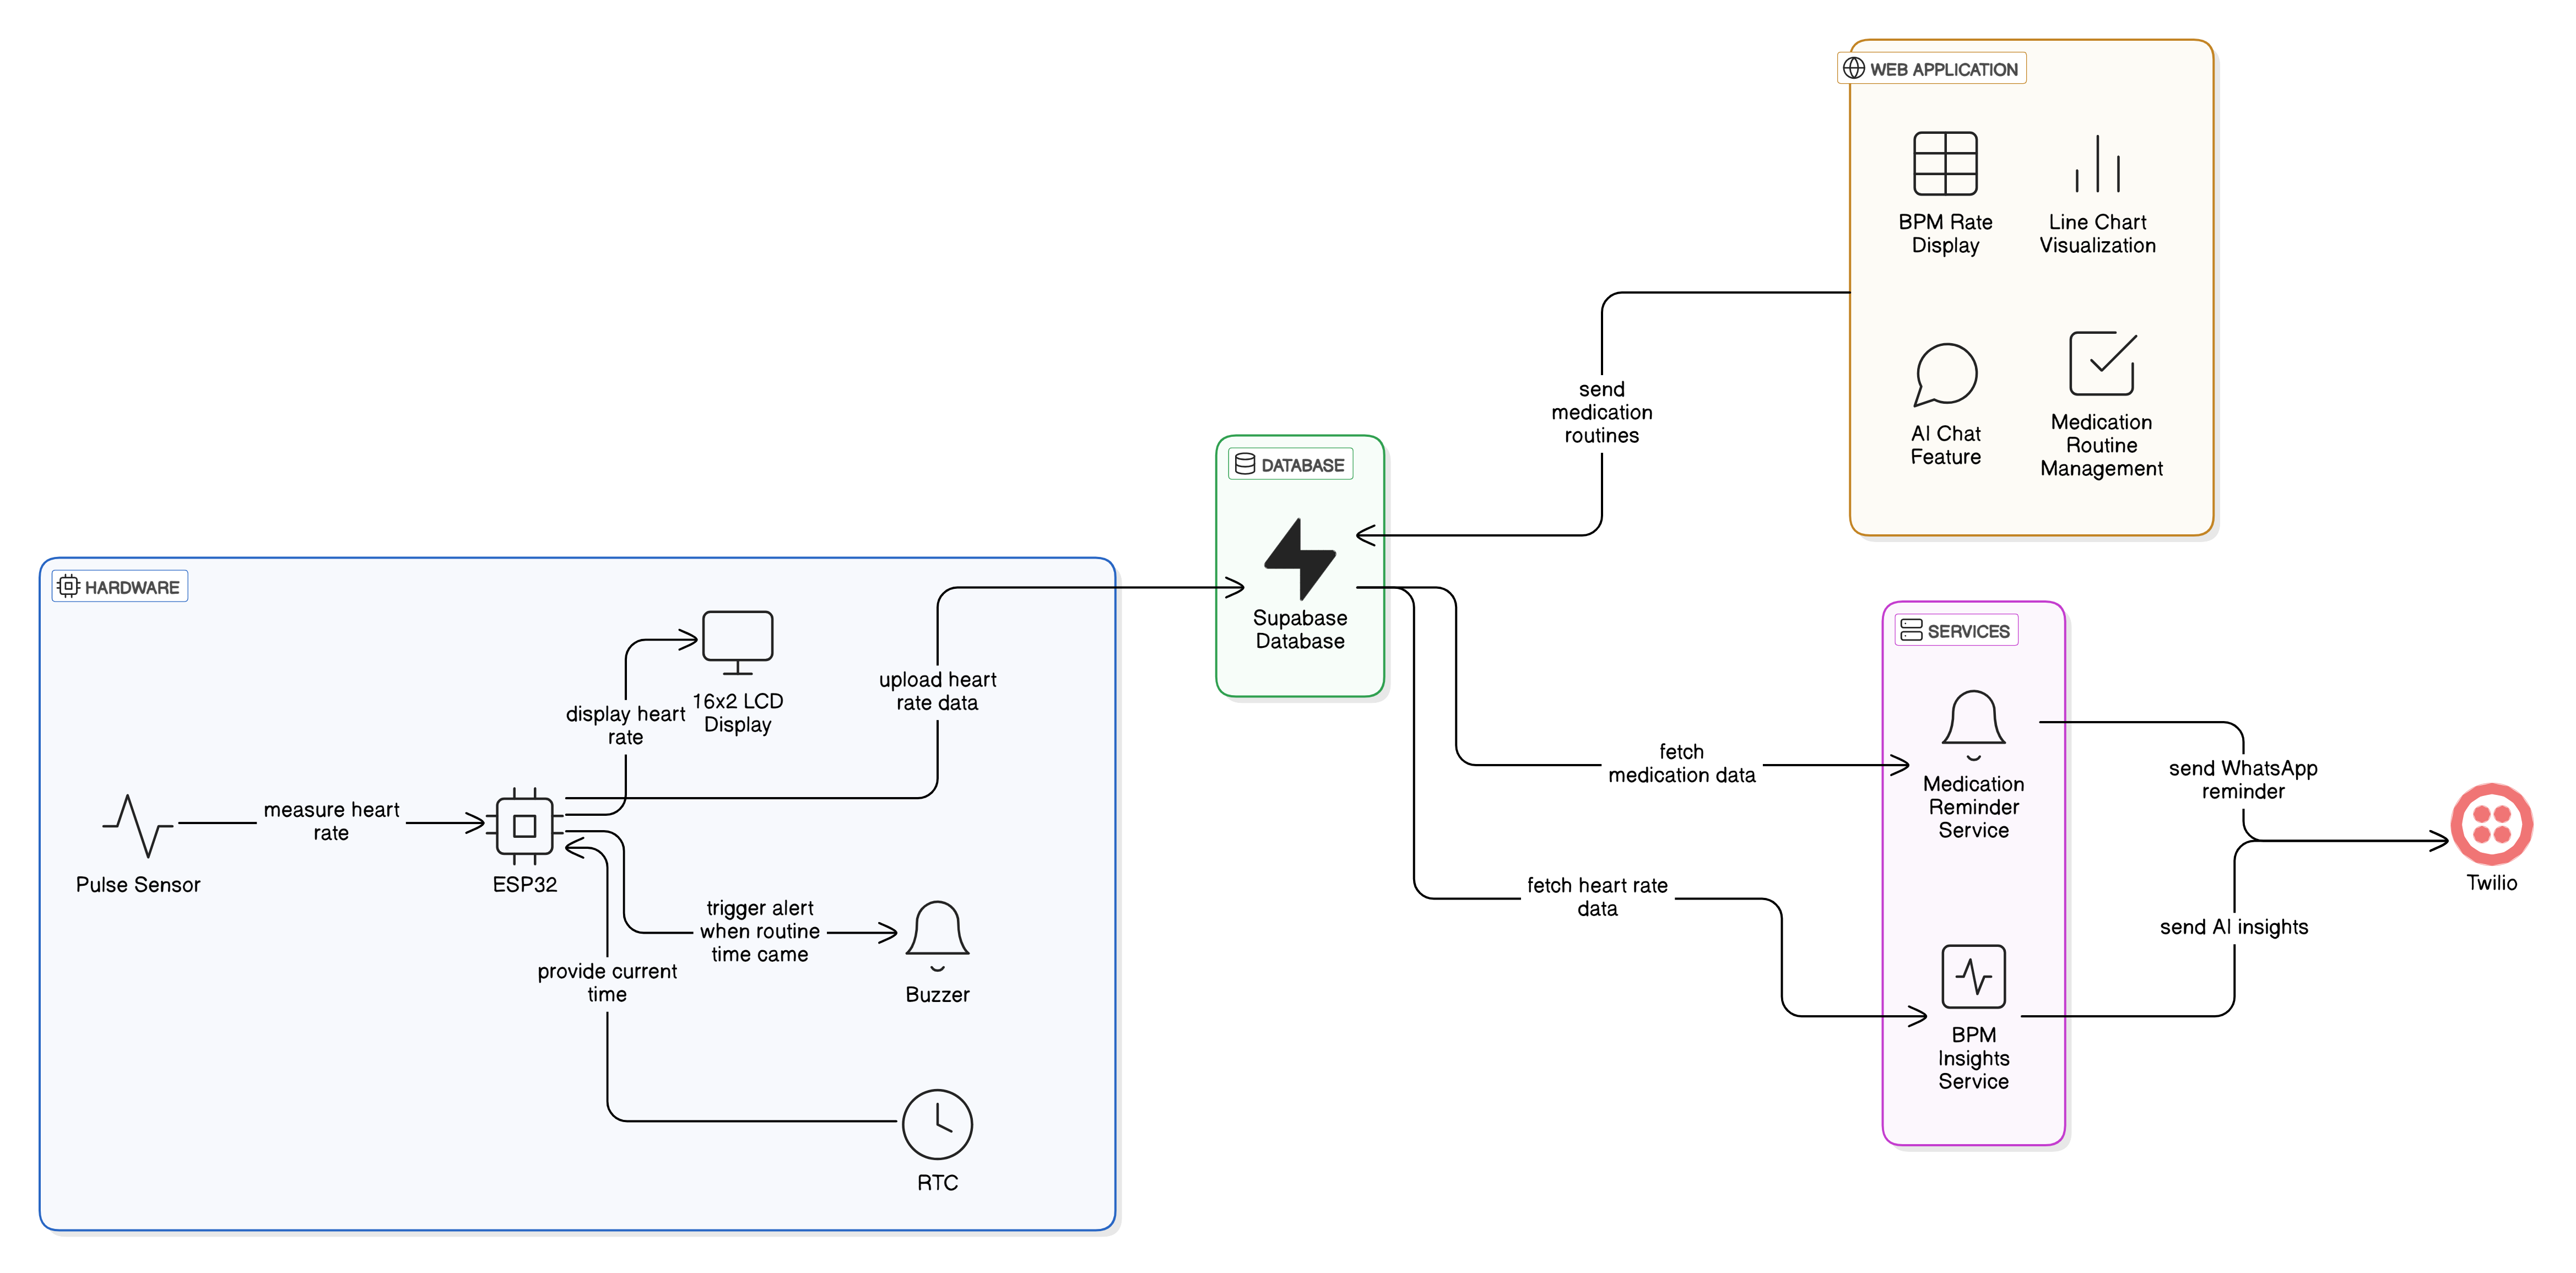 WEB APPLICATION
BPM Rate
Display
Line Chart
Visualization
AI Chat
Feature
Medication
Routine
Management
send
medication
routines
DATABASE
Supabase
Database
HARDWARE
16x2 LCD
Display
display heart
rate
upload heart
rate data
measure heart
rate
Pulse Sensor
ESP32
trigger alert
when routine
time came
Buzzer
provide current
time
RTC
SERVICES
fetch
medication data
Medication
Reminder
Service
fetch heart rate
data
BPM
Insights
Service
send WhatsApp
reminder
send AI insights
Twilio